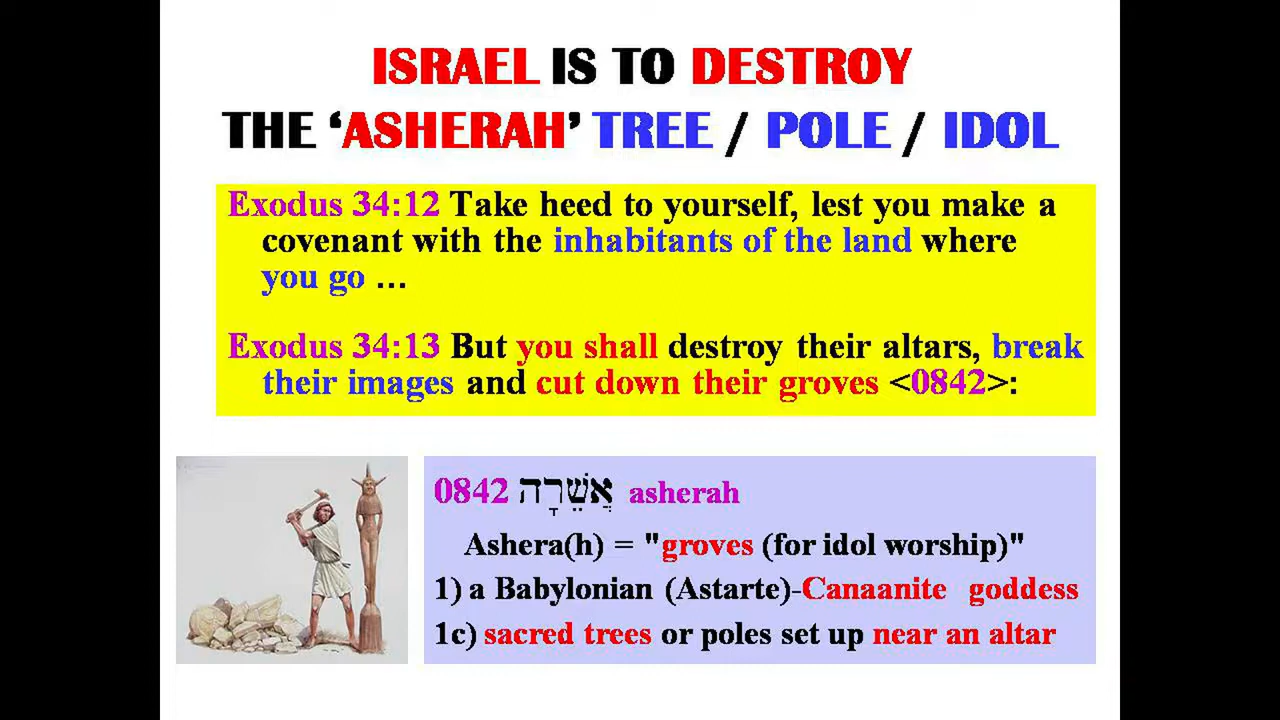 ISRAEL IS TO DESTROY
THE ‘ASHERAH’ TREE / POLE / IDOL
Exodus 34:12 Take heed to yourself, lest you make a
covenant with the inhabitants of the land where
you go ...
Exodus 34:13 But you shall destroy their altars, break
their images and cut down their groves <0842>:
0842 אֲשֵׁרָה asherah
Ashera(h) = "groves (for idol worship)"
1) a Babylonian (Astarte)-Canaanite goddess
1c) sacred trees or poles set up near an altar